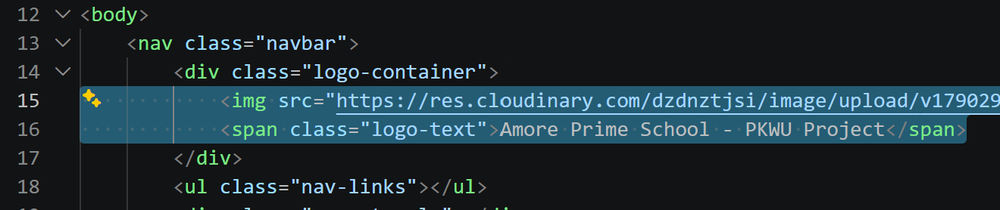 12 <body>
13 <nav class="navbar">
14 <div class="logo-container">
15 <img src="https://res.cloudinary.com/dzdnztjsi/image/upload/v179029
16 <span class="logo-text">Amore Prime School - PKWU Project</span>
17 </div>
18 <ul class="nav-links"></ul>